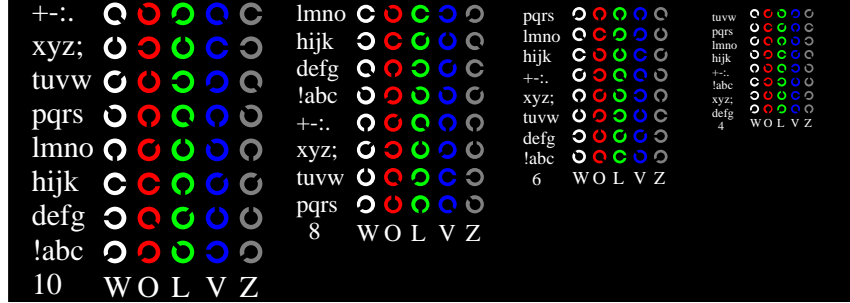 +-:.
xyz;
tuvw
pqrs
lmno
hijk
defg
!abc
10 W O L V Z
lmno
hijk
defg
!abc
+-:.
xyz;
tuvw
pqrs
8 W O L V Z
pqrs
lmno
hijk
+-:.
xyz;
tuvw
defg
!abc
6 W O L V Z
tuvw
pqrs
lmno
hijk
+-:.
!abc
xyz;
defg
4 W O L V Z